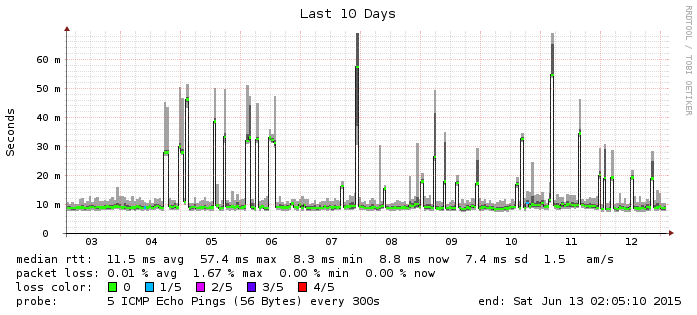 Last 10 Days
RRDTOOL / TOBI OETIKER
Seconds
60 m
50 m
40 m
30 m
20 m
10 m
0
03 04 05 06 07 08 09 10 11 12
median rtt: 11.5 ms avg 57.4 ms max 8.3 ms min 8.8 ms now 7.4 ms sd 1.5 am/s
packet loss: 0.01 % avg 1.67 % max 0.00 % min 0.00 % now
loss color: 0 1/5 2/5 3/5 4/5
probe: 5 ICMP Echo Pings (56 Bytes) every 300s end: Sat Jun 13 02:05:10 2015